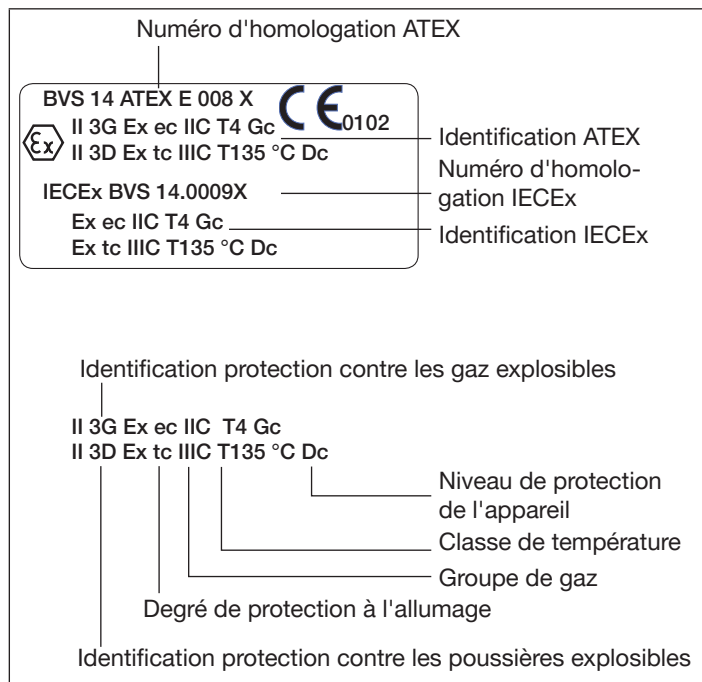 Numéro d'homologation ATEX
BVS 14 ATEX E 008 X
CE 0102
II 3G Ex ec IIC T4 Gc
Ex
II 3D Ex tc IIIC T135 °C Dc
Identification ATEX
IECEx BVS 14.0009X
Numéro d'homolo-
gation IECEx
Ex ec IIC T4 Gc
Ex tc IIIC T135 °C Dc
Identification IECEx
Identification protection contre les gaz explosibles
II 3G Ex ec IIC T4 Gc
II 3D Ex tc IIIC T135 °C Dc
Niveau de protection
de l'appareil
Classe de température
Groupe de gaz
Degré de protection à l'allumage
Identification protection contre les poussières explosibles